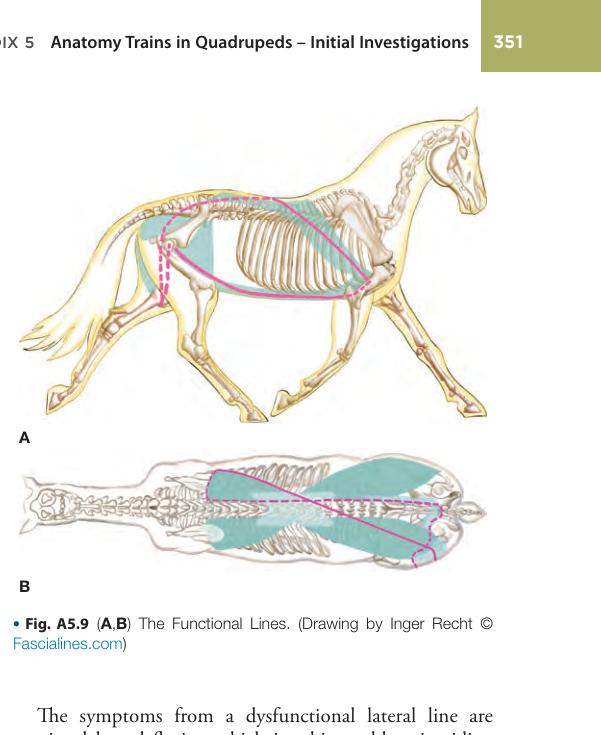 IX 5 Anatomy Trains in Quadrupeds – Initial Investigations 351
A
B
• Fig. A5.9 (A,B) The Functional Lines. (Drawing by Inger Recht ©
Fascialines.com)
The symptoms from a dysfunctional lateral line are